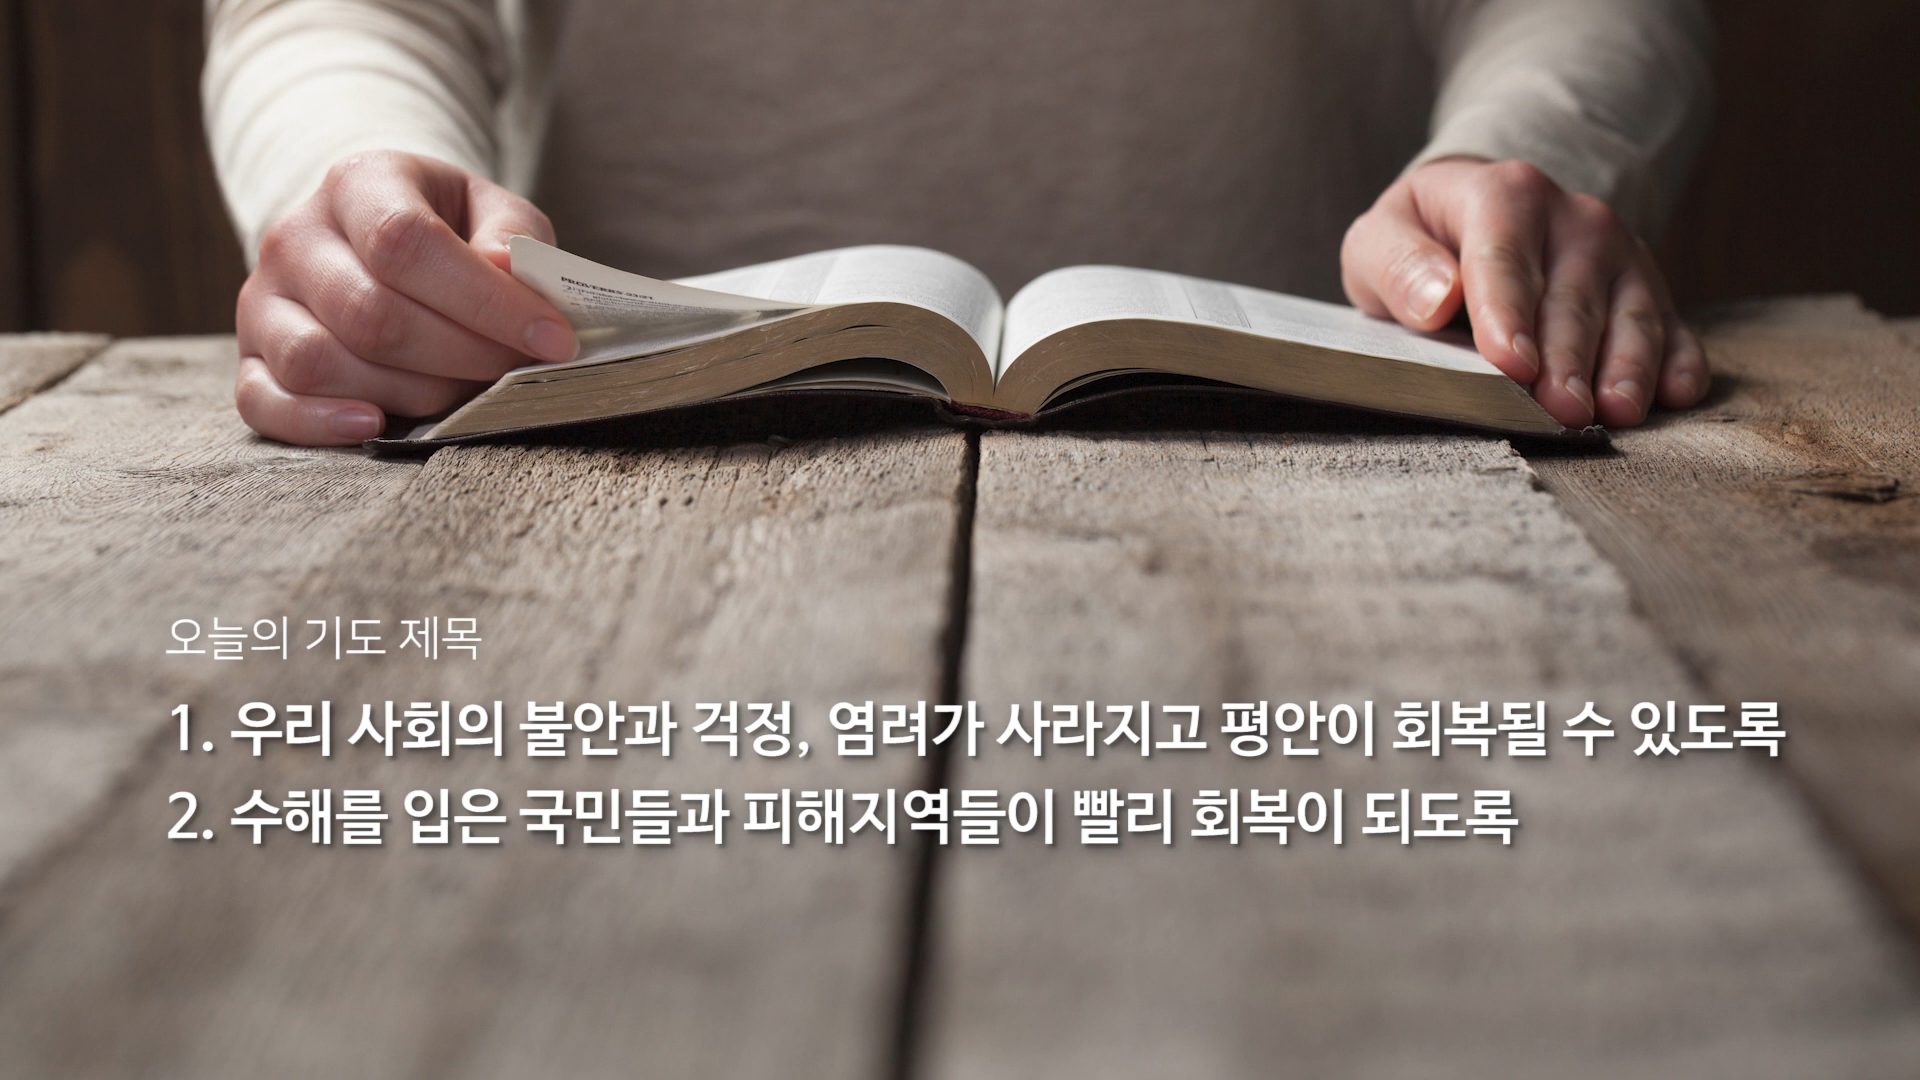 PROVERBS
오늘의 기도 제목
1. 우리 사회의 불안과 걱정, 염려가 사라지고 평안이 회복될 수 있도록
2. 수해를 입은 국민들과 피해지역들이 빨리 회복이 되도록